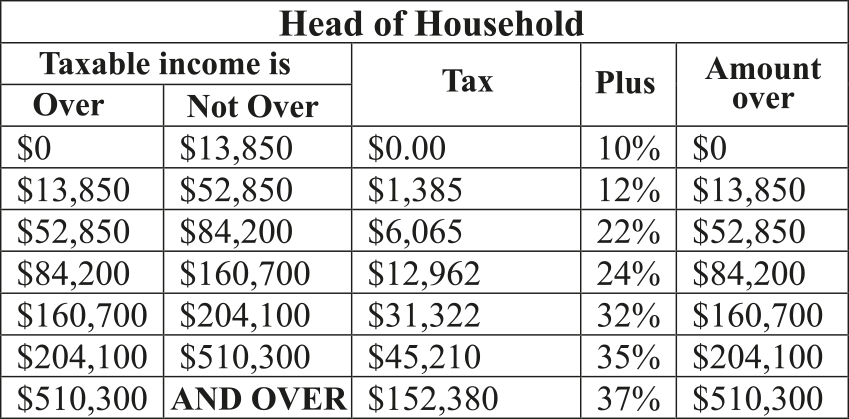 Head of Household
Taxable income is Tax Plus Amount over
Over Not Over
$0 $13,850 $0.00 10% $0
$13,850 $52,850 $1,385 12% $13,850
$52,850 $84,200 $6,065 22% $52,850
$84,200 $160,700 $12,962 24% $84,200
$160,700 $204,100 $31,322 32% $160,700
$204,100 $510,300 $45,210 35% $204,100
$510,300 AND OVER $152,380 37% $510,300